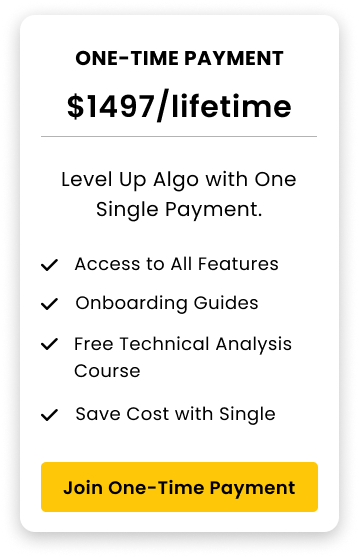 ONE-TIME PAYMENT
$1497/lifetime
Level Up Algo with One
Single Payment.
Access to All Features
Onboarding Guides
Free Technical Analysis
Course
Save Cost with Single
Join One-Time Payment